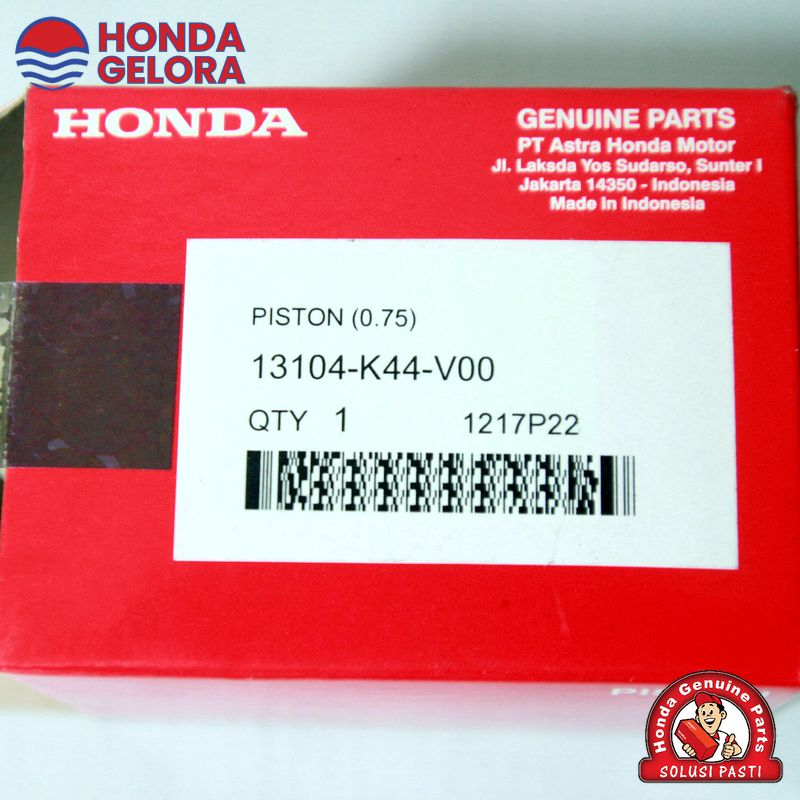 HONDA
GELORA
HONDA
GENUINE PARTS
PT Astra Honda Motor
Jl. Laksda Yos Sudarso, Sunter I
Jakarta 14350 - Indonesia
Made In Indonesia
PISTON (0.75)
13104-K44-V00
QTY 1 1217P22
Honda Genuine Parts
SOLUSI PASTI